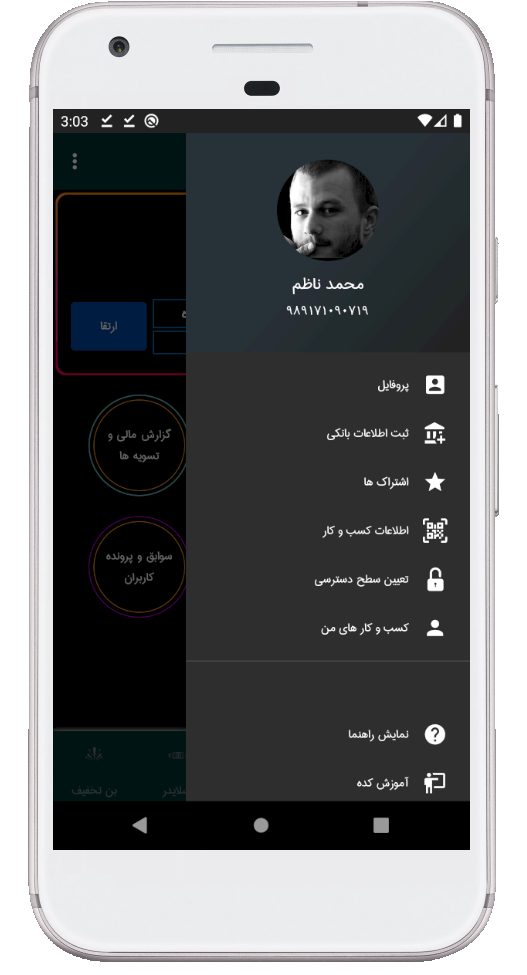 3:03
محمد ناظم
۹۸۹۱۷۱۰۹۰۷۱۹
پروفایل
ثبت اطلاعات بانکی
اشتراک ها
اطلاعات کسب و کار
تعیین سطح دسترسی
کسب و کار های من
نمایش راهنما
آموزش کده
ارتقا
گزارش مالی و
تسویه ها
سوابق و پرونده
کاربران
بن تخفیف